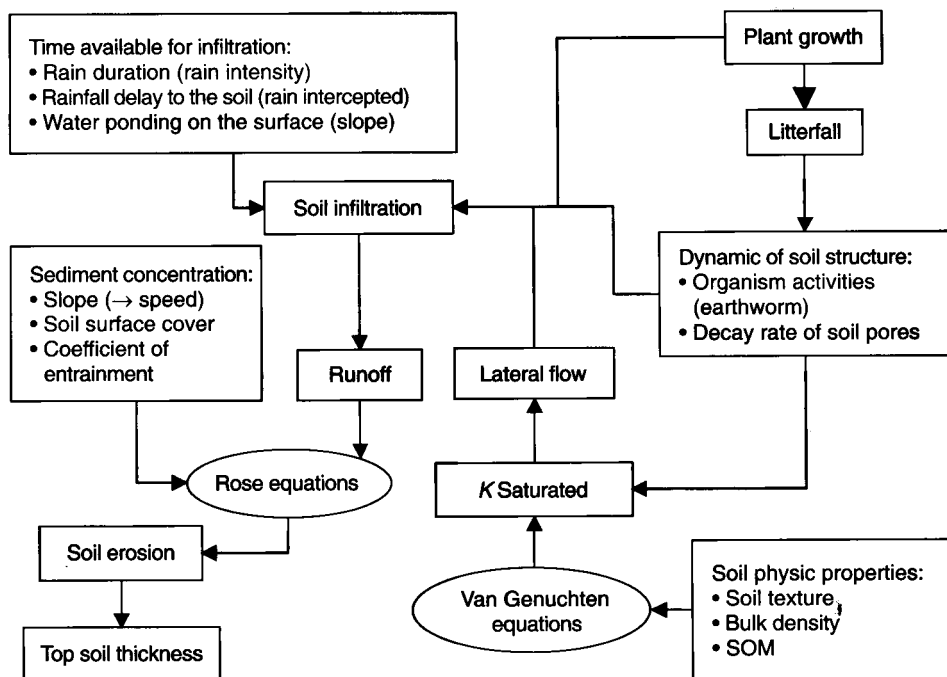 Time available for infiltration:
• Rain duration (rain intensity)
• Rainfall delay to the soil (rain intercepted)
• Water ponding on the surface (slope)
Plant growth
Litterfall
Soil infiltration
Sediment concentration:
• Slope (→ speed)
• Soil surface cover
• Coefficient of
entrainment
Dynamic of soil structure:
• Organism activities
(earthworm)
• Decay rate of soil pores
Runoff
Lateral flow
Rose equations
K Saturated
Soil erosion
Van Genuchten
equations
Soil physic properties:
• Soil texture
• Bulk density
• SOM
Top soil thickness